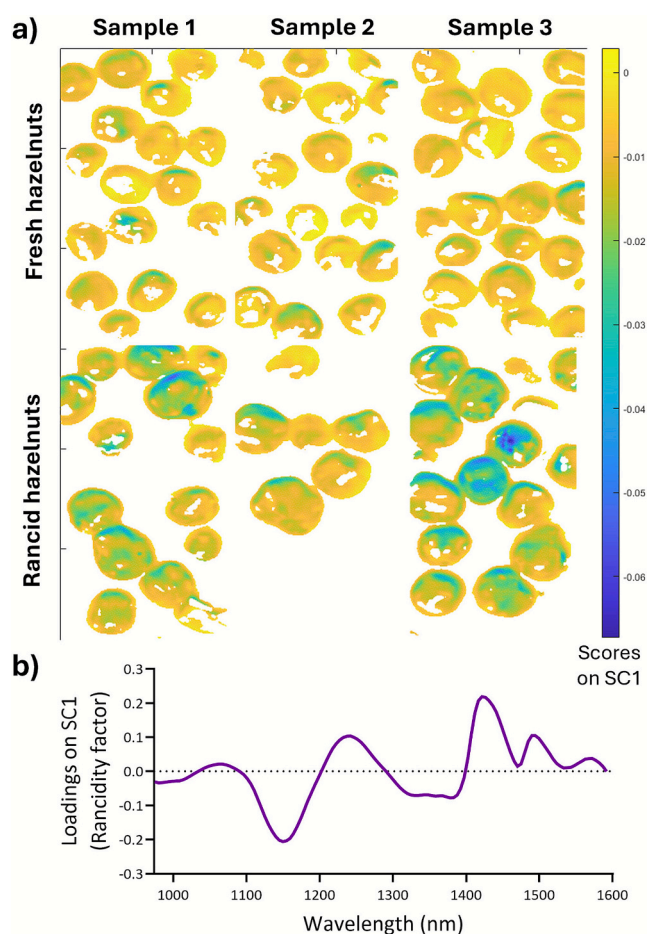 a)
Sample 1
Sample 2
Sample 3
Fresh hazelnuts
Rancid hazelnuts
0
-0.01
-0.02
-0.03
-0.04
-0.05
-0.06
Scores
on SC1
b)
Loadings on SC1
(Rancidity factor)
0.3
0.2
0.1
0.0
-0.1
-0.2
-0.3
1000 1100 1200 1300 1400 1500 1600
Wavelength (nm)